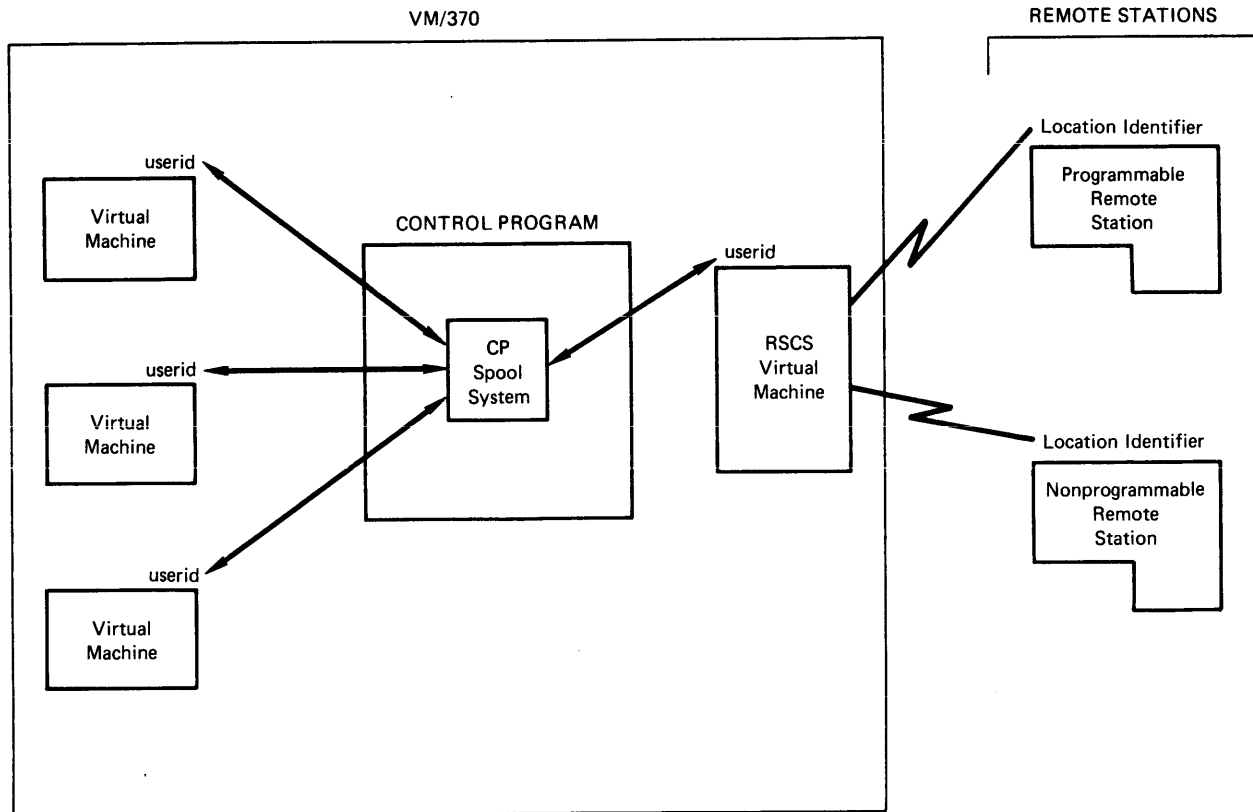 VM/370
REMOTE STATIONS
Location Identifier
Programmable
Remote
Station
userid
Virtual
Machine
CONTROL PROGRAM
CP
Spool
System
userid
RSCS
Virtual
Machine
userid
Virtual
Machine
Location Identifier
Nonprogrammable
Remote
Station
userid
Virtual
Machine